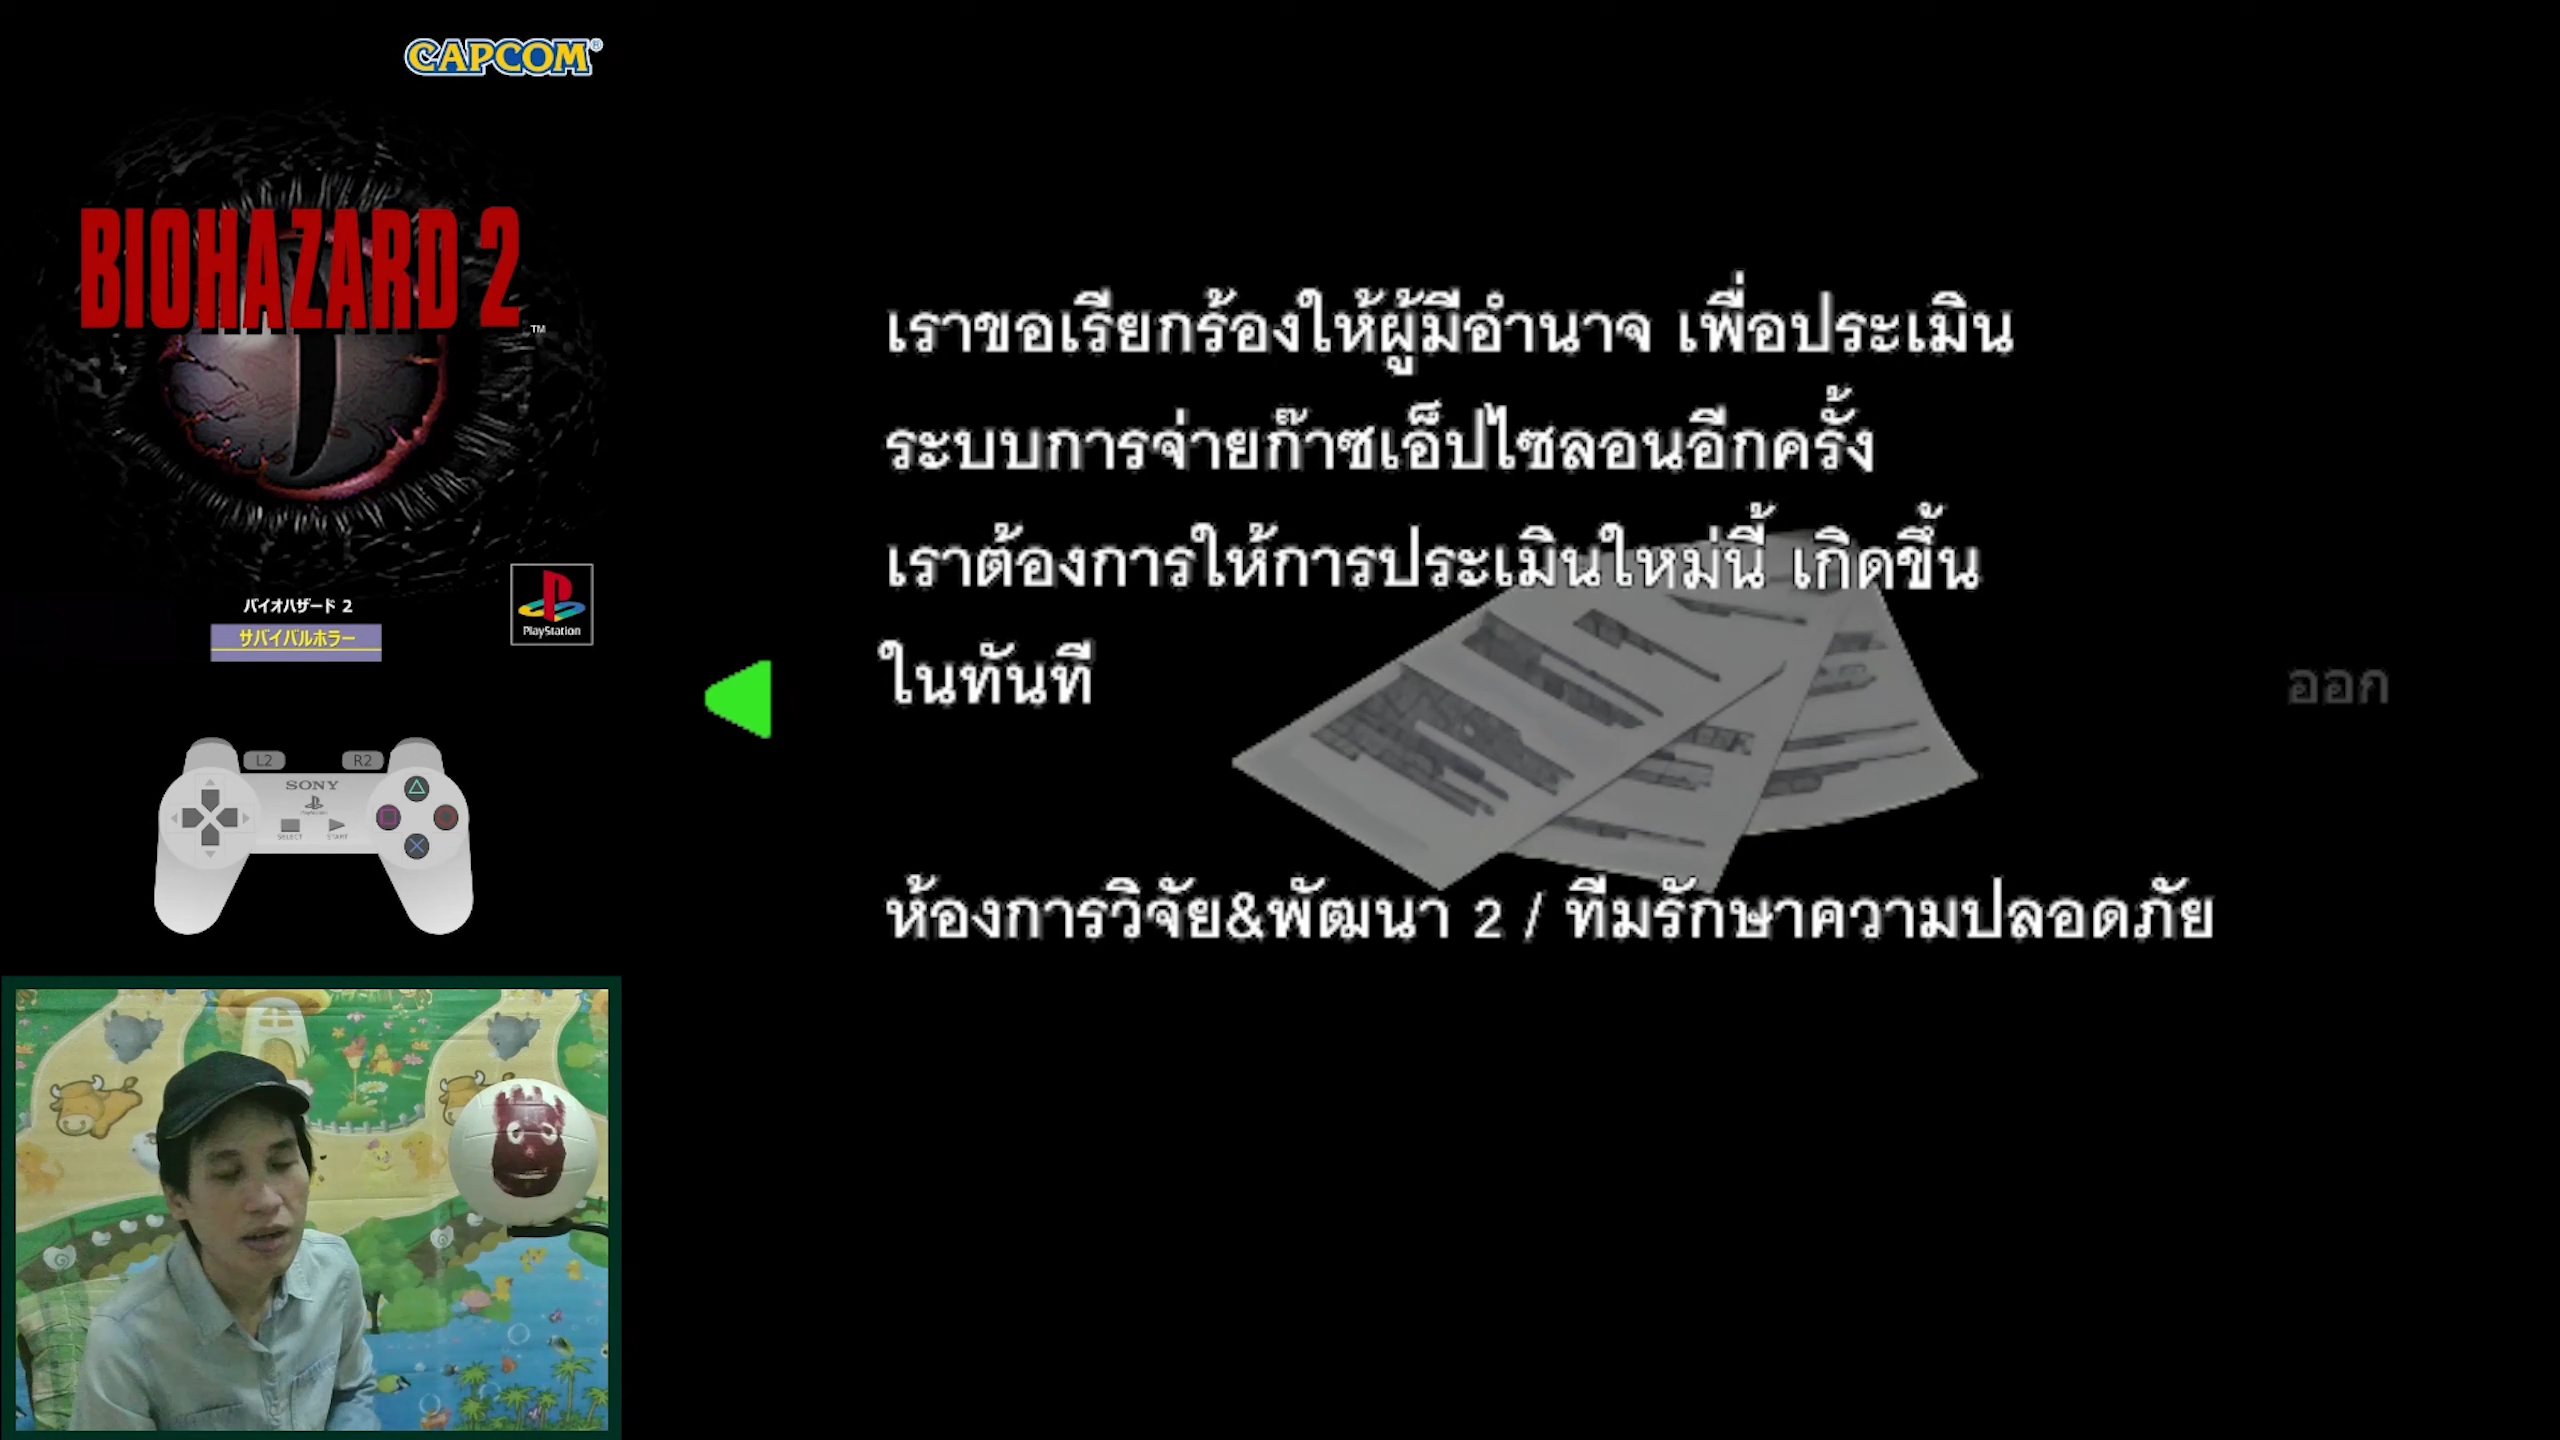 CAPCOM®
BIOHAZARD 2
TM
バイオハザード 2
サバイバルホラー
PlayStation
L2
R2
SONY
PlayStation
SELECT
START
เราขอเรียกร้องให้ผู้มีอำนาจ เพื่อประเมิน
ระบบการจ่ายก๊าซเอ็ปไซลอนอีกครั้ง
เราต้องการให้การประเมินใหม่นี้ เกิดขึ้น
ในทันที
ออก
ห้องการวิจัย&พัฒนา 2 / ทีมรักษาความปลอดภัย